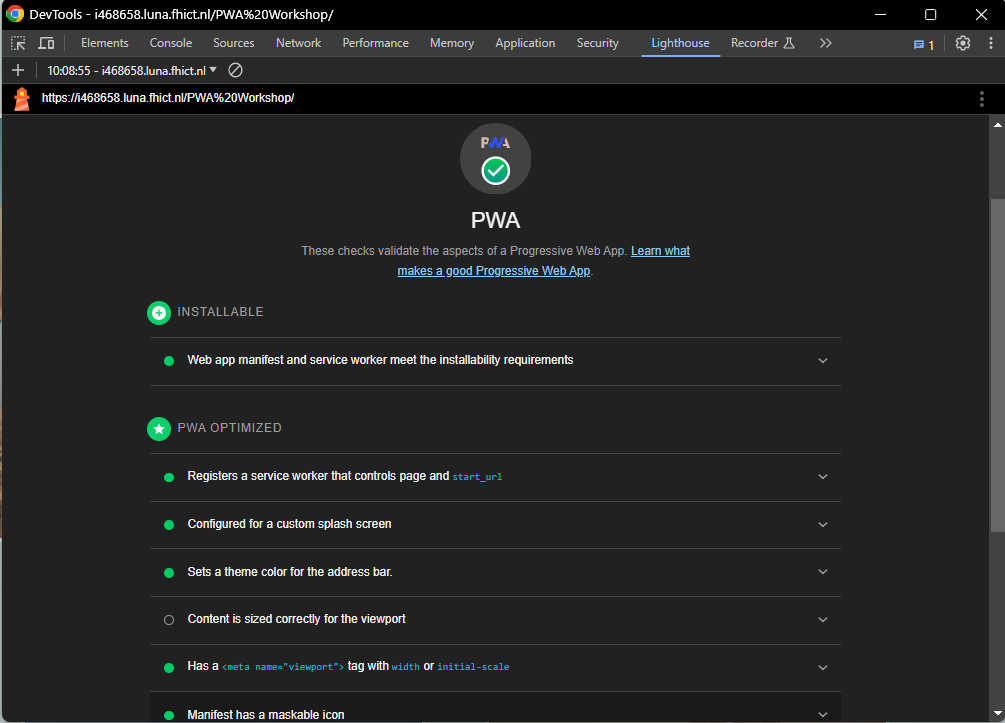 DevTools - i468658.luna.fhict.nl/PWA%20Workshop/
Elements Console Sources Network Performance Memory Application Security Lighthouse Recorder 1
10:08:55 - i468658.luna.fhict.nl
https://i468658.luna.fhict.nl/PWA%20Workshop/
PWA
PWA
These checks validate the aspects of a Progressive Web App. Learn what
makes a good Progressive Web App.
INSTALLABLE
Web app manifest and service worker meet the installability requirements
PWA OPTIMIZED
Registers a service worker that controls page and start_url
Configured for a custom splash screen
Sets a theme color for the address bar.
Content is sized correctly for the viewport
Has a <meta name="viewport"> tag with width or initial-scale
Manifest has a maskable icon